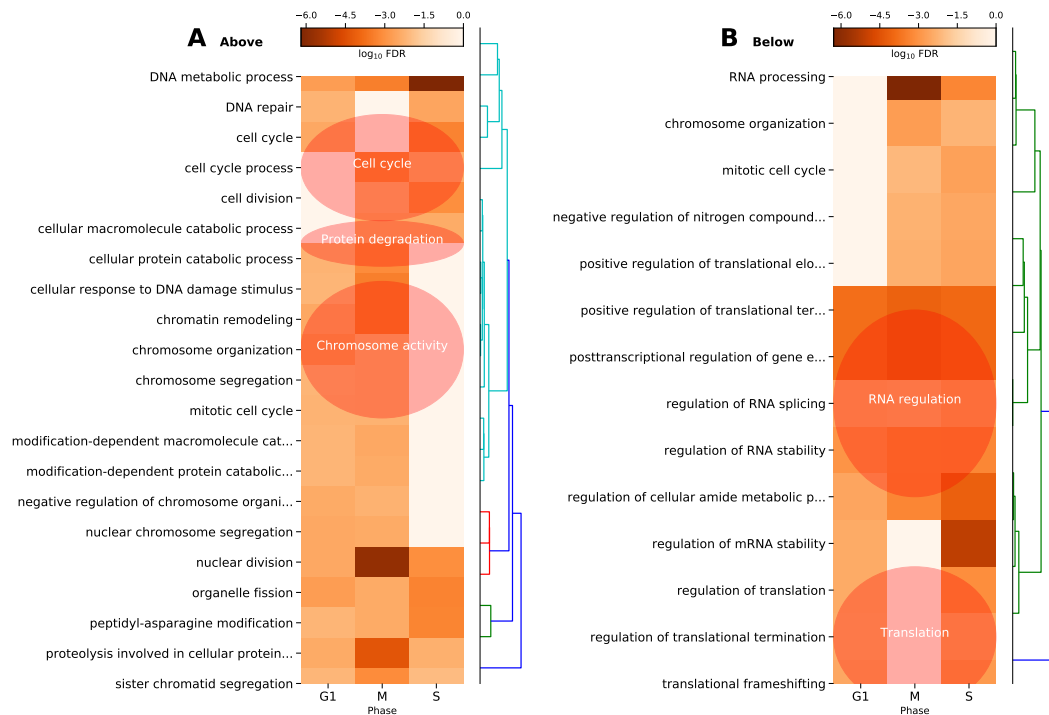 −6.0 −4.5 −3.0 −1.5 0.0
A Above
log10 FDR
DNA metabolic process
DNA repair
cell cycle
cell cycle process
cell division
cellular macromolecule catabolic process
cellular protein catabolic process
cellular response to DNA damage stimulus
chromatin remodeling
chromosome organization
chromosome segregation
mitotic cell cycle
modification-dependent macromolecule cat...
modification-dependent protein catabolic...
negative regulation of chromosome organi...
nuclear chromosome segregation
nuclear division
organelle fission
peptidyl-asparagine modification
proteolysis involved in cellular protein...
sister chromatid segregation
Cell cycle
Protein degradation
Chromosome activity
G1 M S
Phase
−6.0 −4.5 −3.0 −1.5 0.0
B Below
log10 FDR
RNA processing
chromosome organization
mitotic cell cycle
negative regulation of nitrogen compound...
positive regulation of translational elo...
positive regulation of translational ter...
posttranscriptional regulation of gene e...
regulation of RNA splicing
regulation of RNA stability
regulation of cellular amide metabolic p...
regulation of mRNA stability
regulation of translation
regulation of translational termination
translational frameshifting
RNA regulation
Translation
G1 M S
Phase